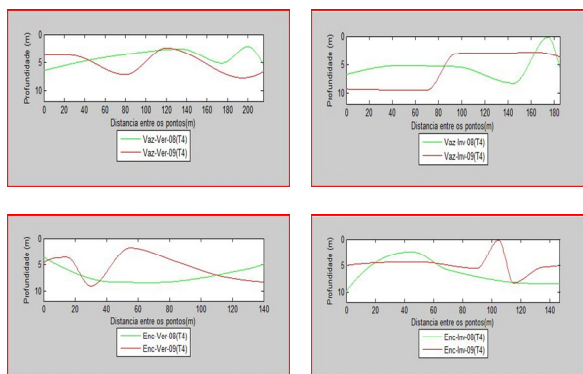 Profundidade (m)
0
5
10
0 20 40 60 80 100 120 140 160 180 200
Distancia entre os pontos(m)
Vaz-Ver-08(T4)
Vaz-Ver-09(T4)
Profundidade (m)
0
5
10
0 20 40 60 80 100 120 140 160 180
Distancia entre os pontos(m)
Vaz-Inv-08(T4)
Vaz-Inv-09(T4)
Profundidade (m)
0
5
10
0 20 40 60 80 100 120 140
Distancia entre os pontos(m)
Enc-Ver-08(T4)
Enc-Ver-09(T4)
Profundidade (m)
0
5
10
0 20 40 60 80 100 120 140
Distancia entre os pontos(m)
Enc-Inv-08(T4)
Enc-Inv-09(T4)